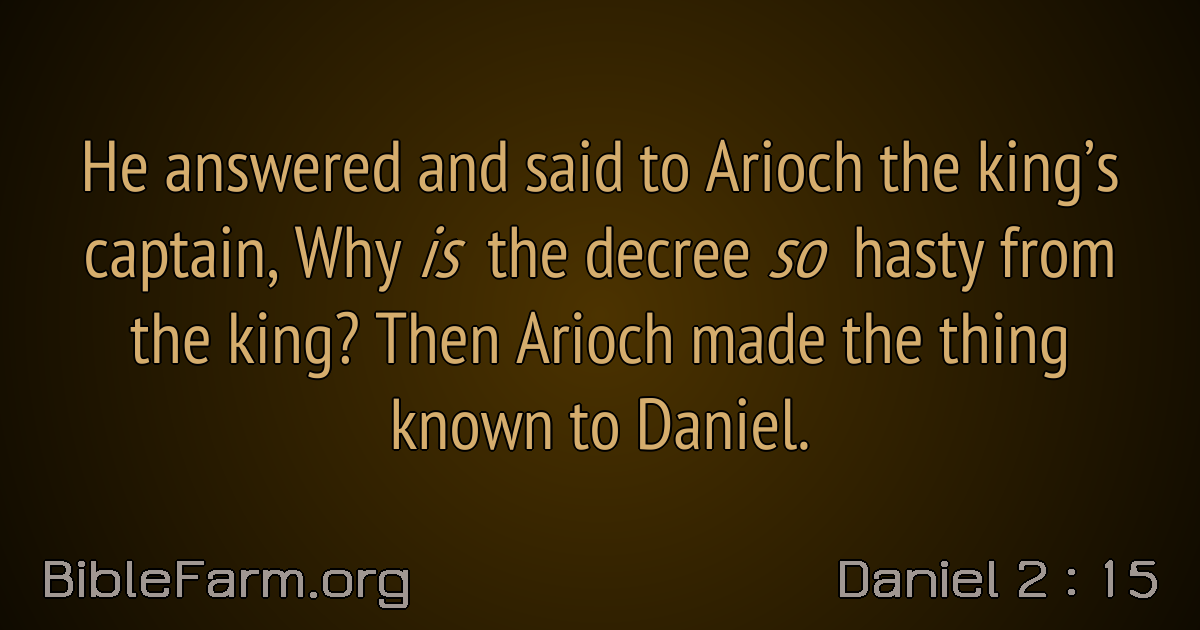 He answered and said to Arioch the king’s
captain, Why is the decree so hasty from
the king? Then Arioch made the thing
known to Daniel.
BibleFarm.org
Daniel 2 : 15